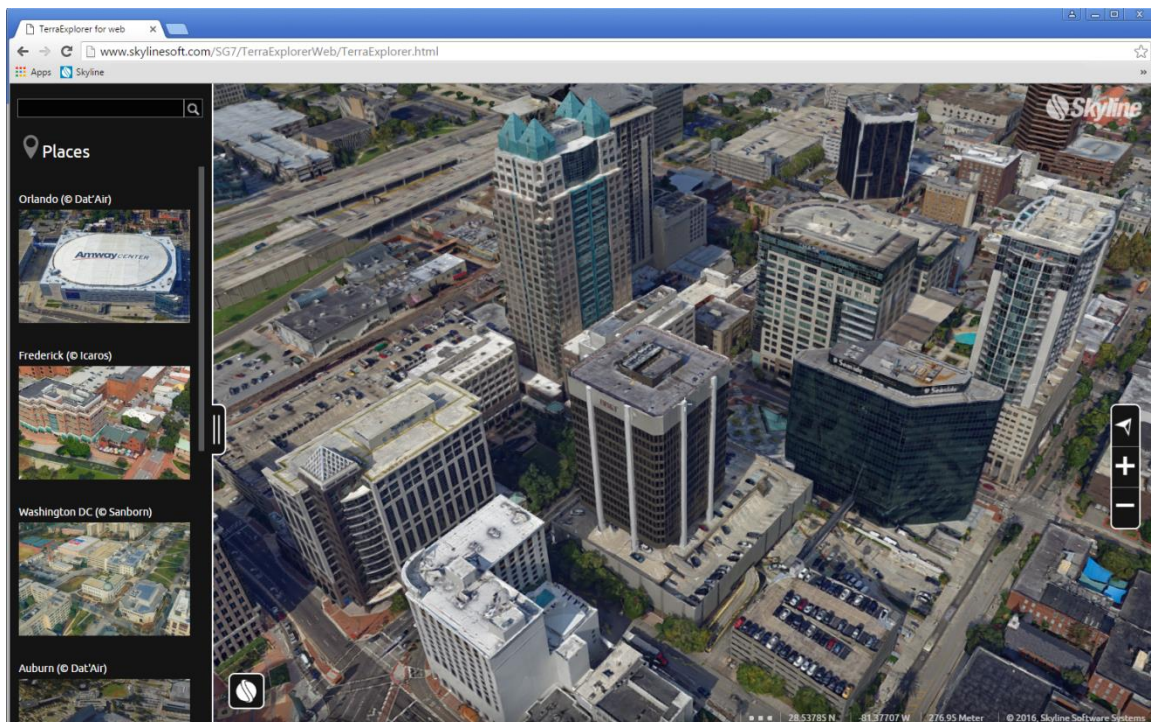 TerraExplorer for web
www.skylinesoft.com/SG7/TerraExplorerWeb/TerraExplorer.html
Apps
Skyline
Skyline
Places
Orlando (© Dat'Air)
Amway CENTER
Frederick (© Icaros)
Washington DC (© Sanborn)
Auburn (© Dat'Air)
28.53785 N
81.37707 W
276.95 Meter
© 2016, Skyline Software Systems